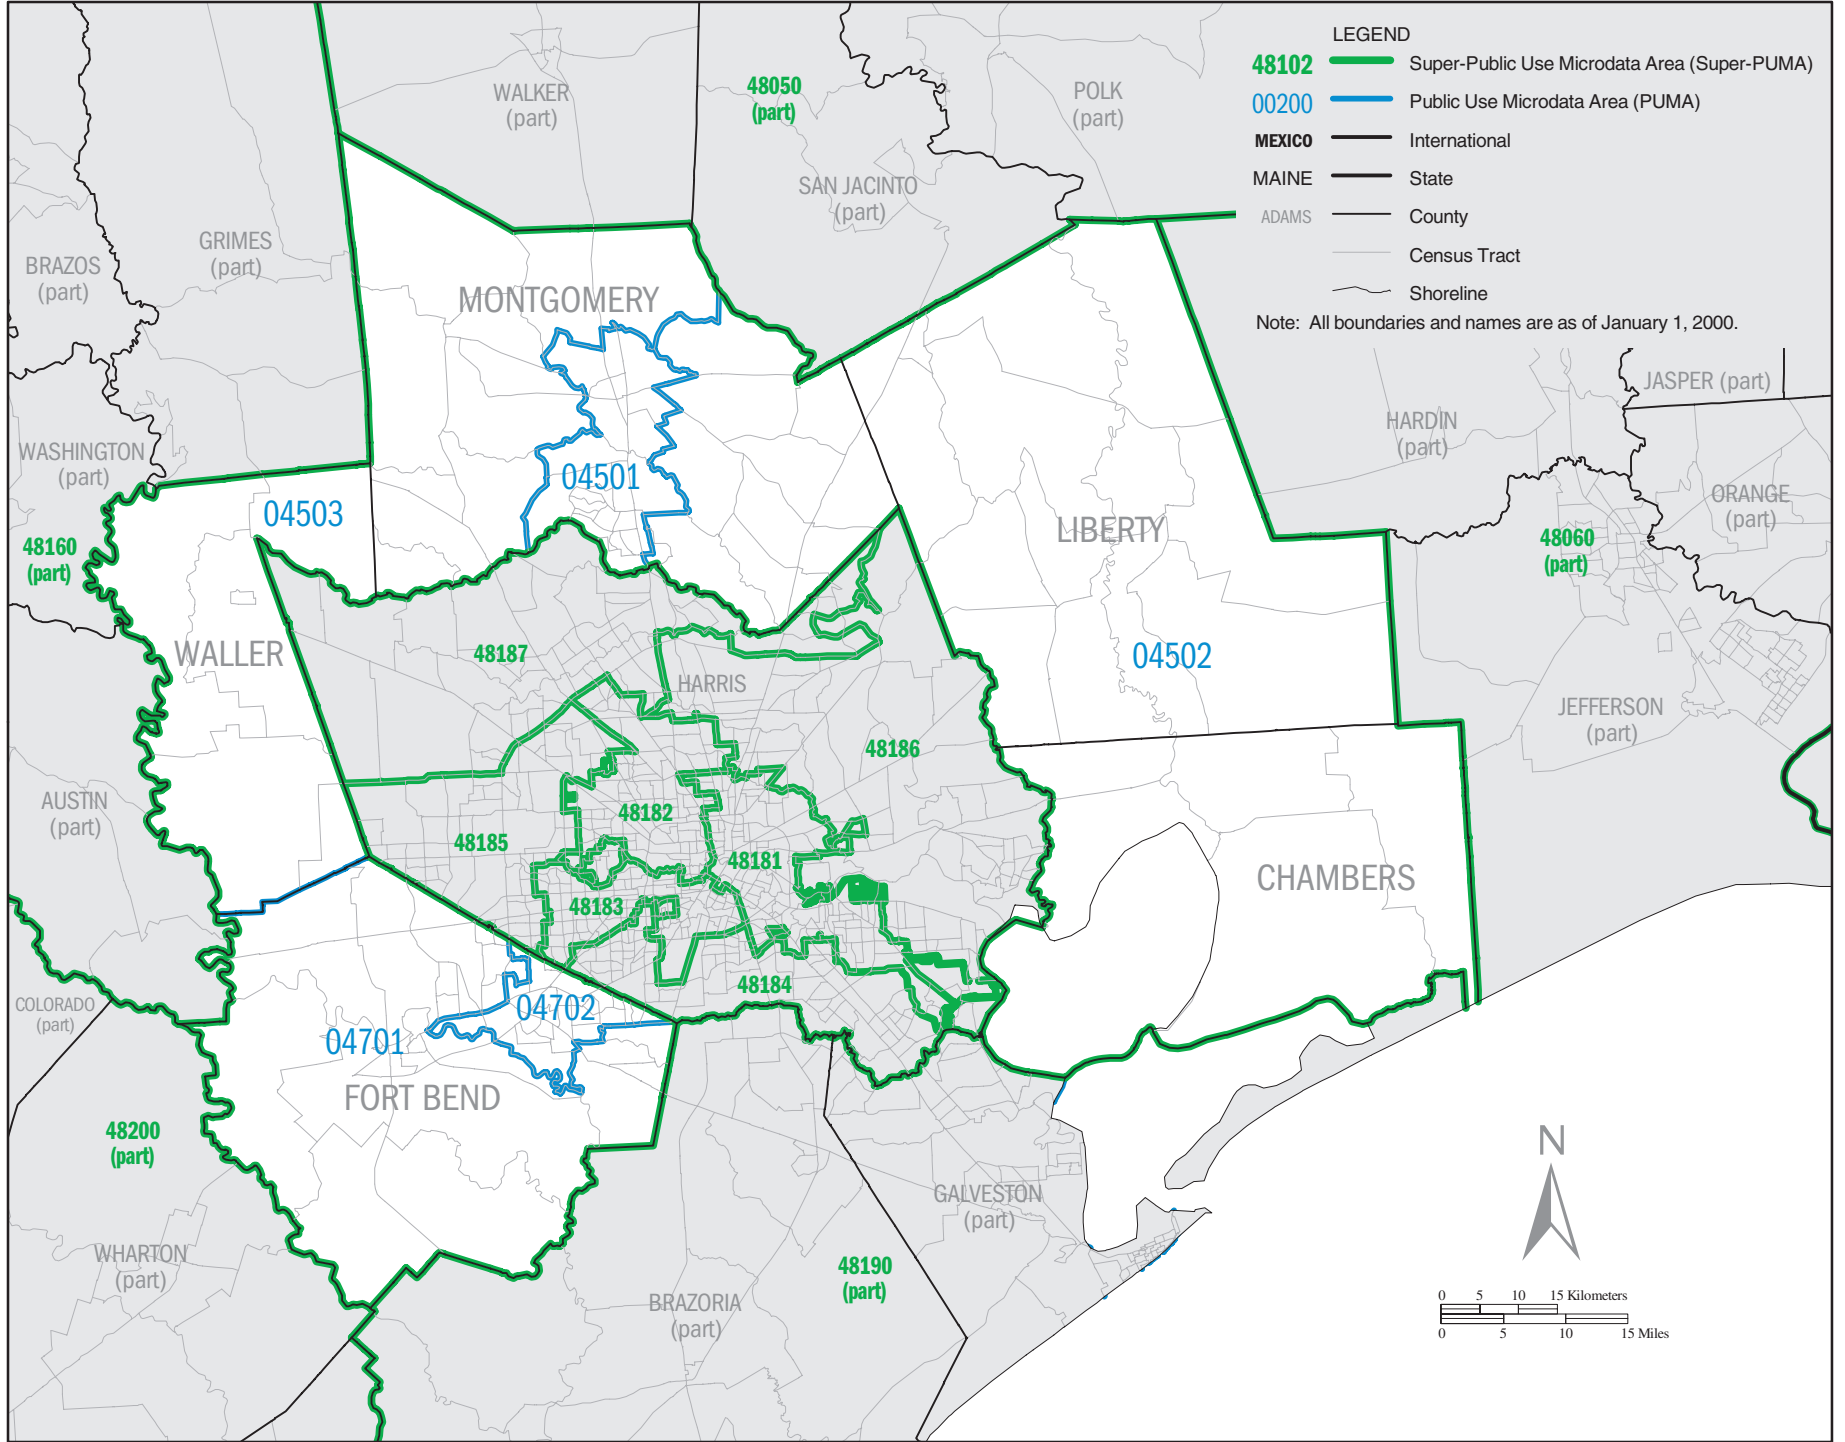 LEGEND
48102 Super-Public Use Microdata Area (Super-PUMA)
00200 Public Use Microdata Area (PUMA)
MEXICO International
MAINE State
ADAMS County
Census Tract
Shoreline
Note: All boundaries and names are as of January 1, 2000.
WALKER
(part)
48050
(part)
POLK
(part)
SAN JACINTO
(part)
GRIMES
(part)
BRAZOS
(part)
MONTGOMERY
JASPER (part)
HARDIN
(part)
WASHINGTON
(part)
04501
04503
ORANGE
(part)
LIBERTY
48160
(part)
48060
(part)
WALLER
48187
04502
HARRIS
JEFFERSON
(part)
48186
AUSTIN
(part)
48182
48185
48181
CHAMBERS
48183
48184
COLORADO
(part)
04702
04701
FORT BEND
48200
(part)
N
GALVESTON
(part)
WHARTON
(part)
48190
(part)
BRAZORIA
(part)
0 5 10 15 Kilometers
0 5 10 15 Miles